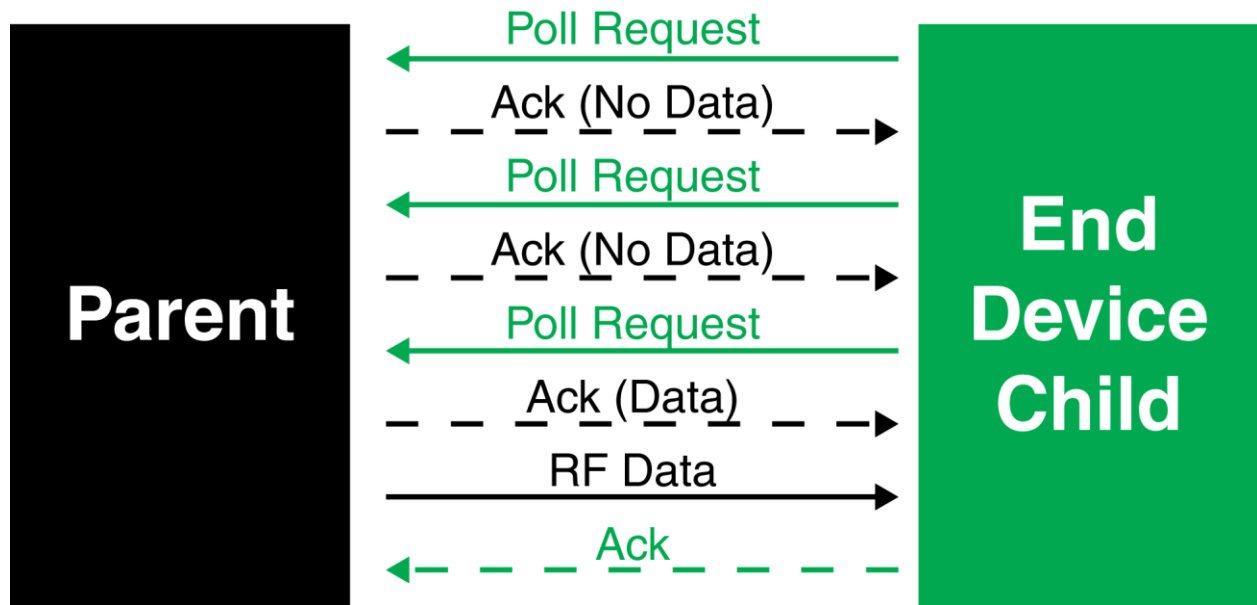 Parent
Poll Request
Ack (No Data)
Poll Request
Ack (No Data)
Poll Request
Ack (Data)
RF Data
Ack
End
Device
Child